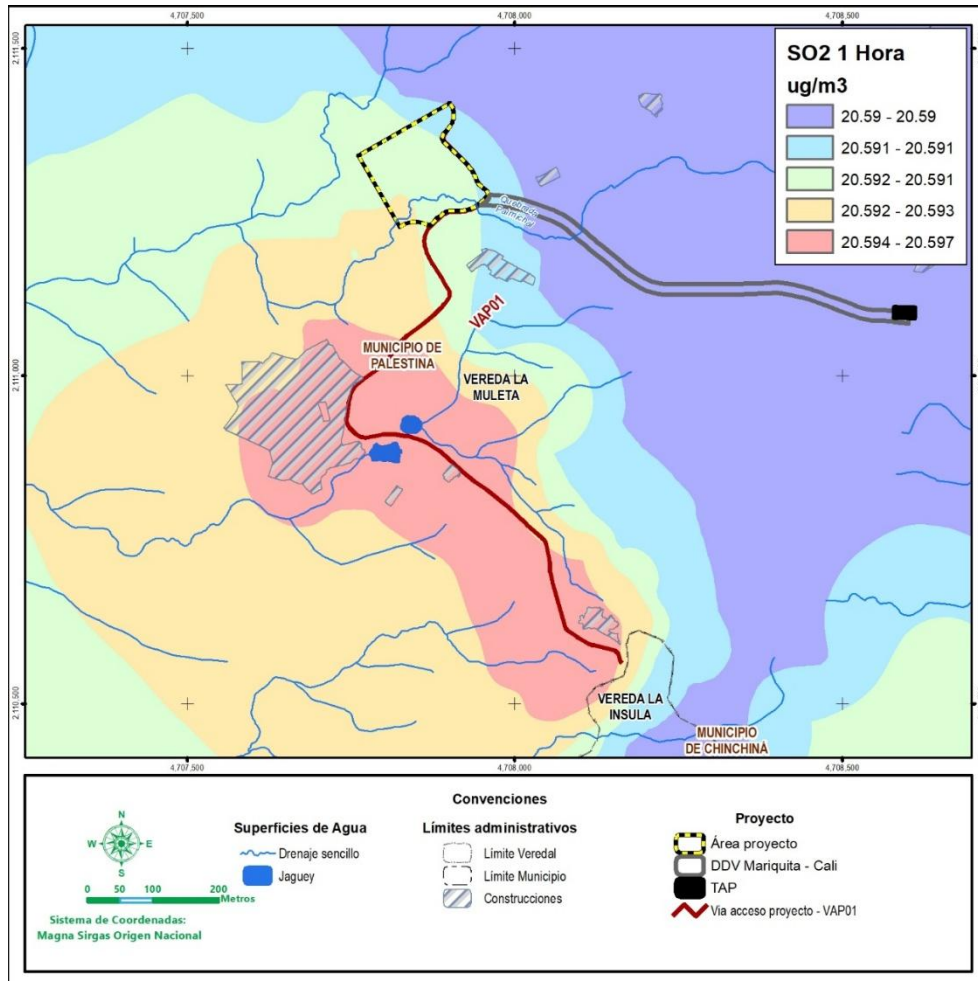 4,707,500
4,708,000
4,708,500
2.111,500
2.111,000
2.110,500
SO2 1 Hora
ug/m3
20.59 - 20.59
20.591 - 20.591
20.592 - 20.591
20.592 - 20.593
20.594 - 20.597
Quebrada
Palmichal
VAP01
MUNICIPIO DE
PALESTINA
VEREDA LA
MULETA
VEREDA LA
INSULA
MUNICIPIO
DE CHINCHINÁ
4,707,500
4,708,000
4,708,500
N
W
E
S
0 50 100 200
Metros
Sistema de Coordenadas:
Magna Sirgas Origen Nacional
Convenciones
Superficies de Agua
Drenaje sencillo
Jaguey
Límites administrativos
Límite Veredal
Límite Municipio
Construcciones
Proyecto
Área proyecto
DDV Mariquita - Cali
TAP
Via acceso proyecto - VAP01